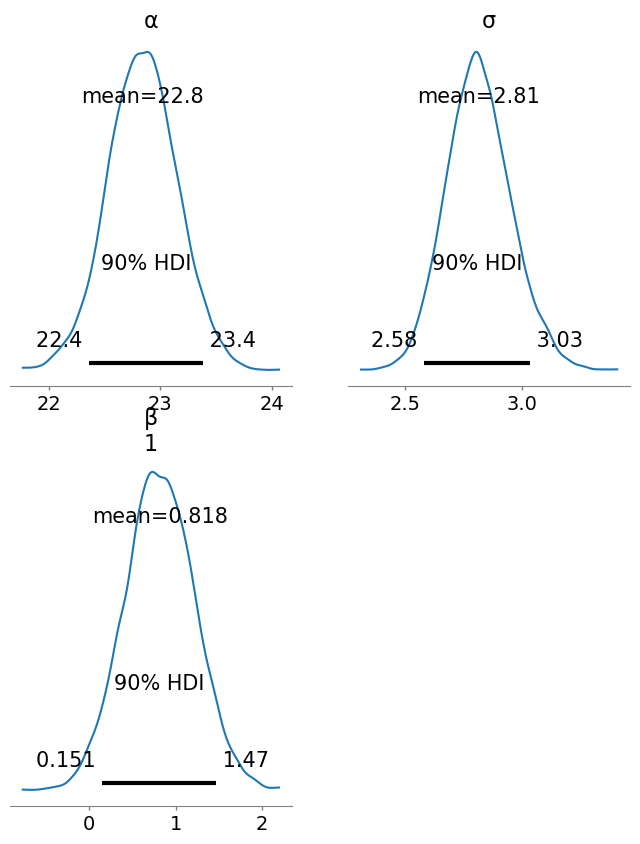 α
mean=22.8
90% HDI
22.4 23.4
22 23 24
σ
mean=2.81
90% HDI
2.58 3.03
2.5 3.0
β
1
mean=0.818
90% HDI
0.151 1.47
0 1 2